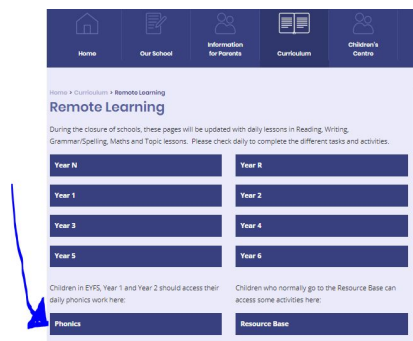 Home Our School Information for Parents Curriculum Children's Centre
Home > Curriculum > Remote Learning
Remote Learning
During the closure of schools, these pages will be updated with daily lessons in Reading, Writing,
Grammar/Spelling, Maths and Topic lessons. Please check daily to complete the different tasks and activities.
Year N
Year R
Year 1
Year 2
Year 3
Year 4
Year 5
Year 6
Children in EYFS, Year 1 and Year 2 should access their
daily phonics work here:
Children who normally go to the Resource Base can
access some activities here:
Phonics
Resource Base